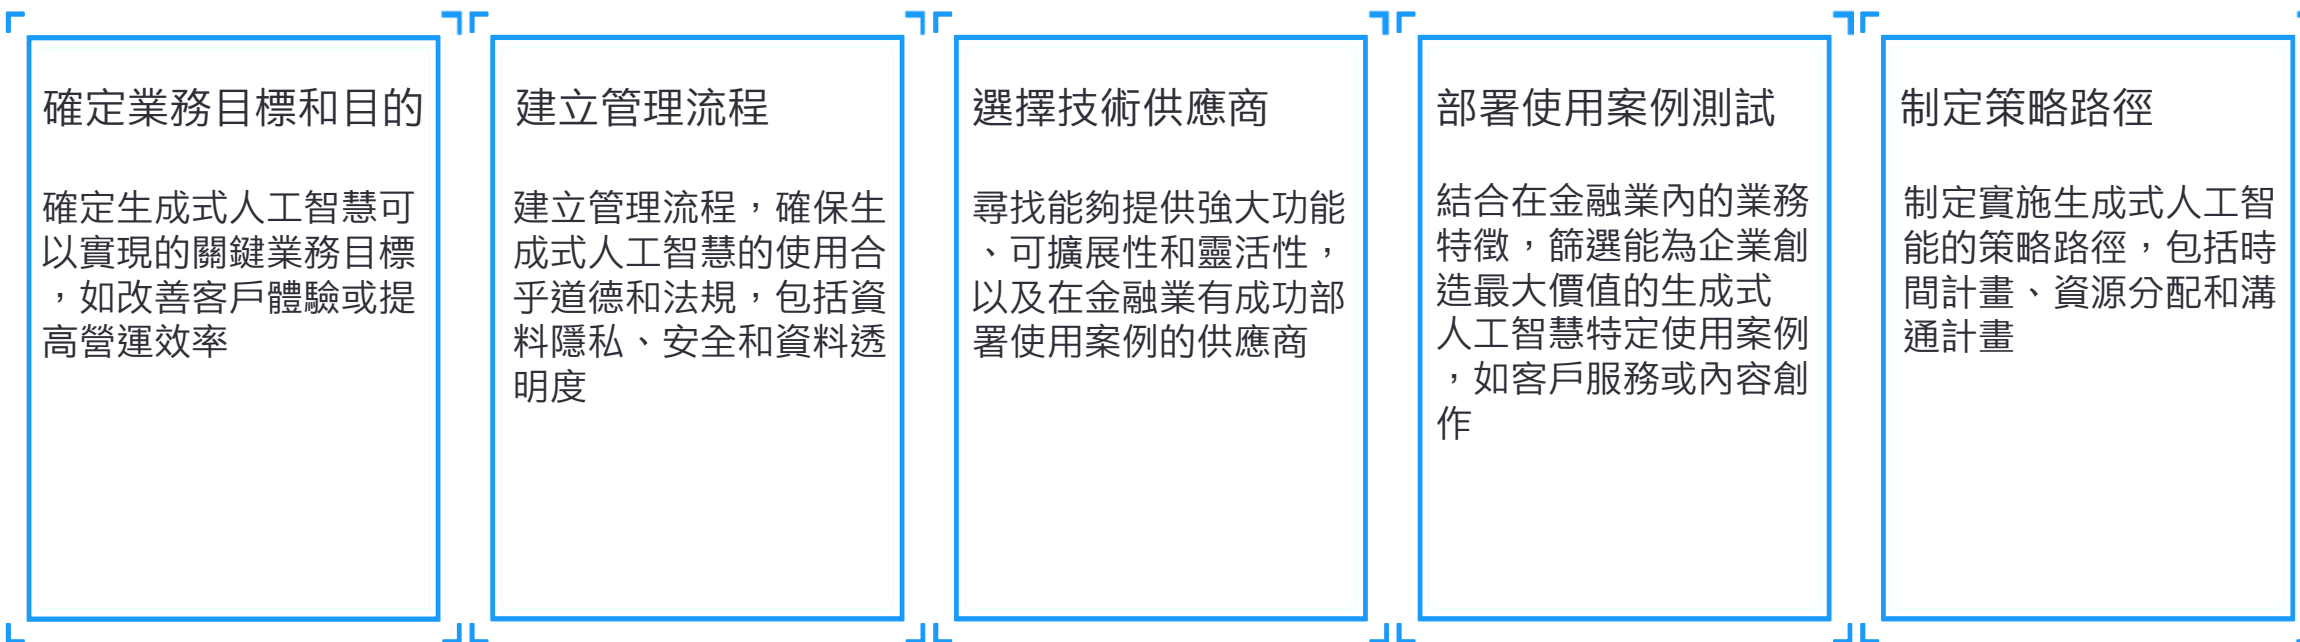 確定業務目標和目的
確定生成式人工智慧可
以實現的關鍵業務目標
，如改善客戶體驗或提
高營運效率
建立管理流程
建立管理流程，確保生
成式人工智慧的使用合
乎道德和法規，包括資
料隱私、安全和資料透
明度
選擇技術供應商
尋找能夠提供強大功能
、可擴展性和靈活性，
以及在金融業有成功部
署使用案例的供應商
部署使用案例測試
結合在金融業內的業務
特徵，篩選能為企業創
造最大價值的生成式
人工智慧特定使用案例
，如客戶服務或內容創
作
制定策略路徑
制定實施生成式人工智
能的策略路徑，包括時
間計畫、資源分配和溝
通計畫